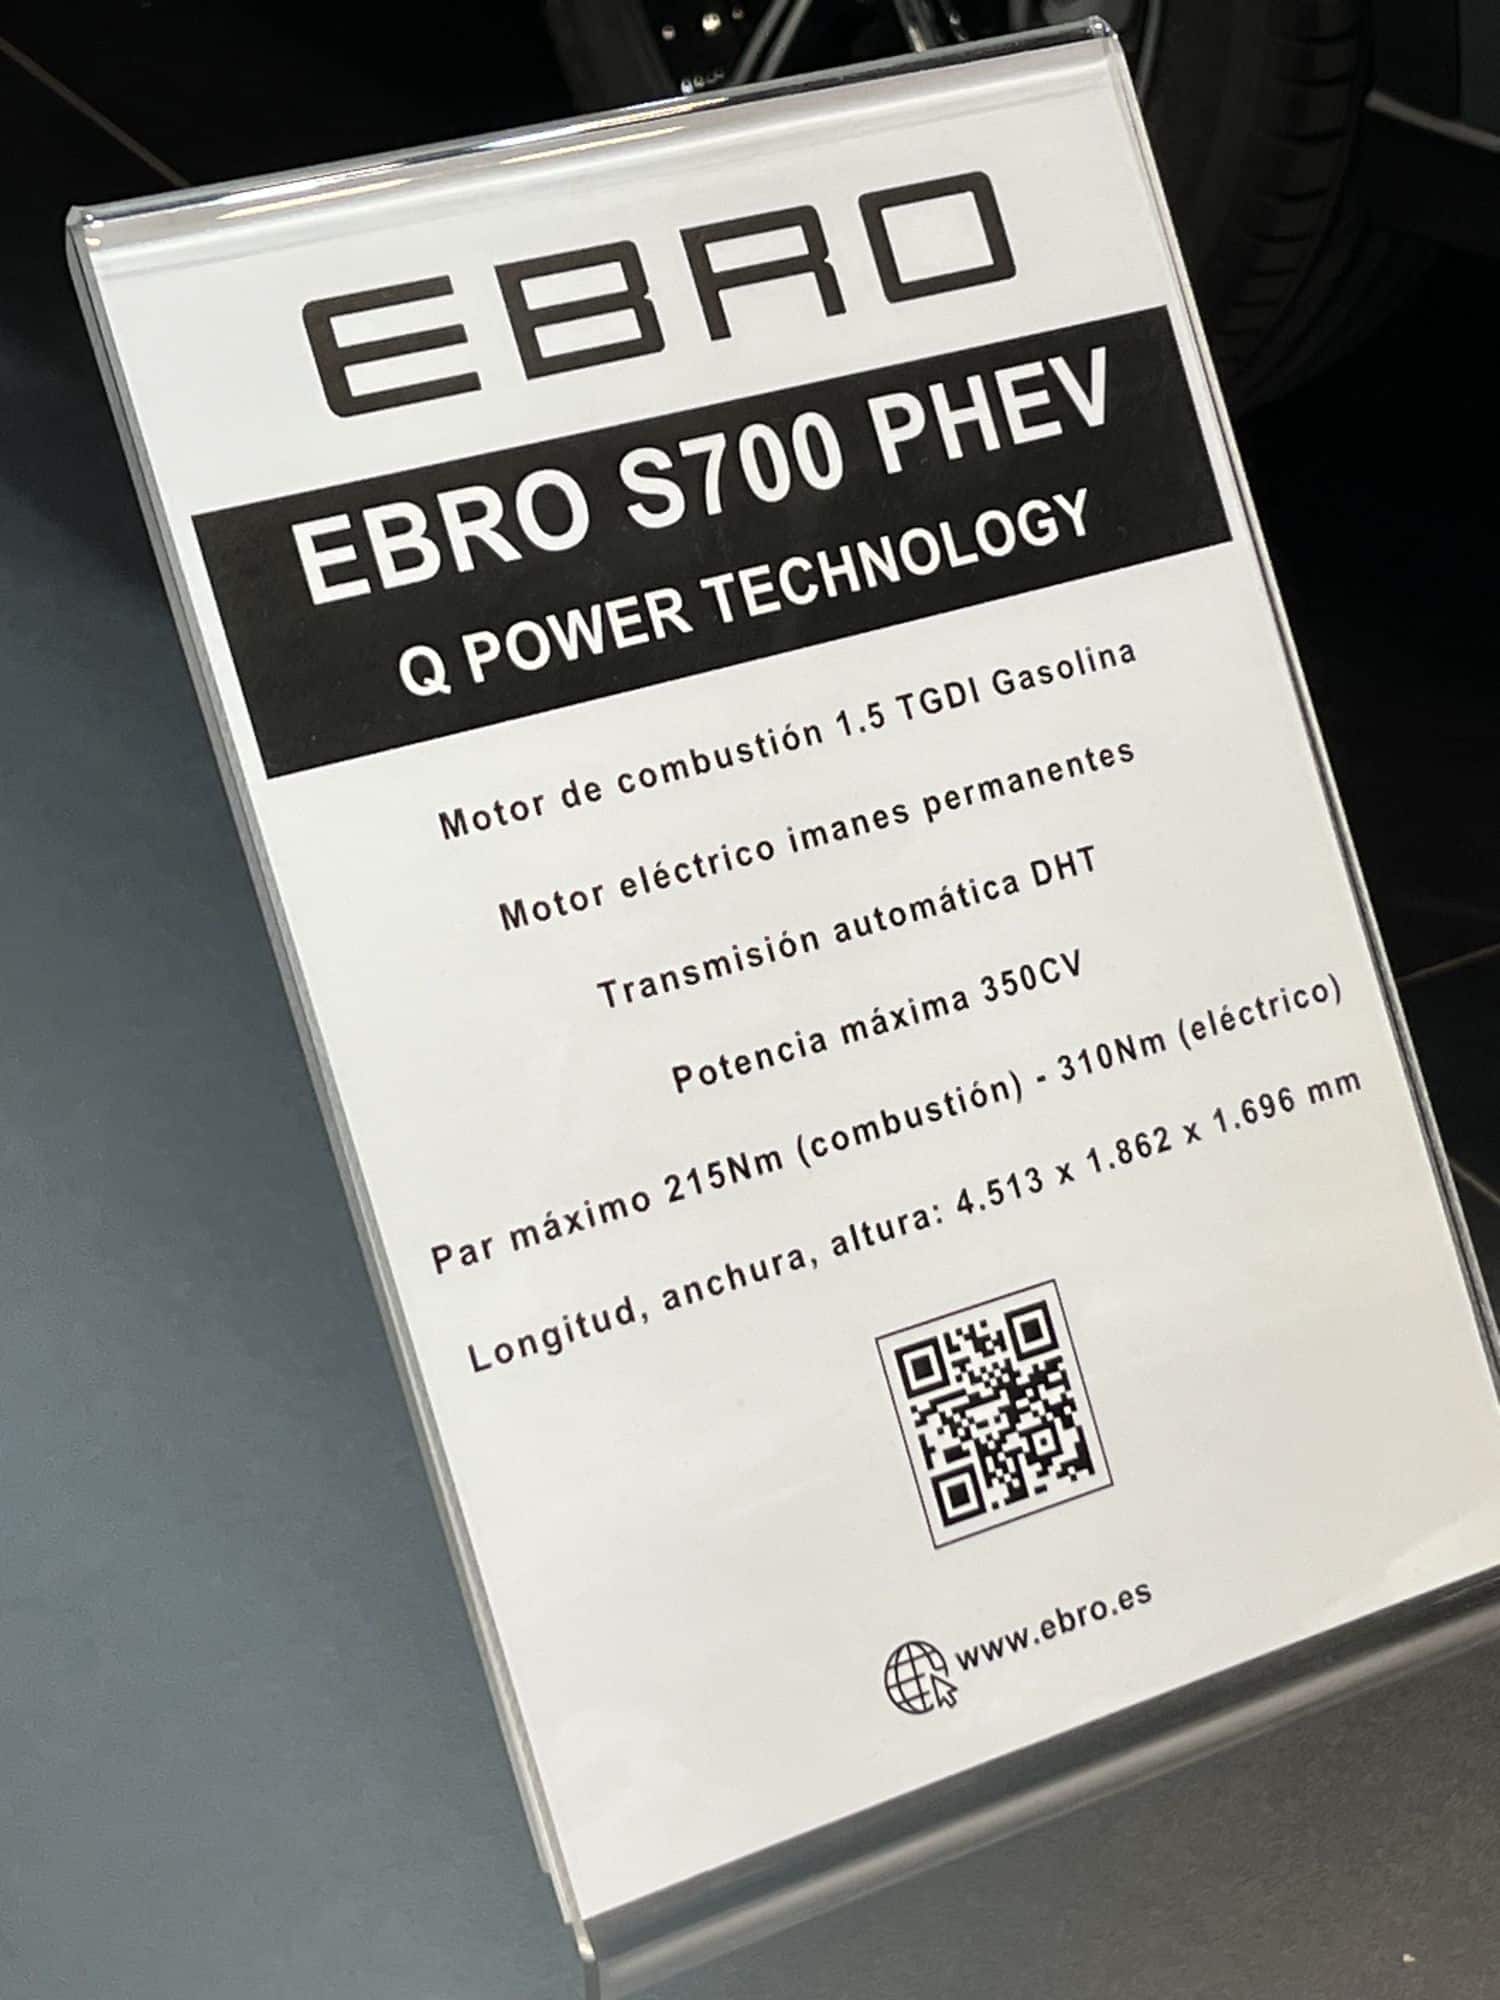 EBRO
EBRO S700 PHEV
Q POWER TECHNOLOGY
Motor de combustión 1.5 TGDI Gasolina
Motor eléctrico imanes permanentes
Transmisión automática DHT
Potencia máxima 350CV
Par máximo 215Nm (combustión) - 310Nm (eléctrico)
Longitud, anchura, altura: 4.513 x 1.862 x 1.696 mm
www.ebro.es